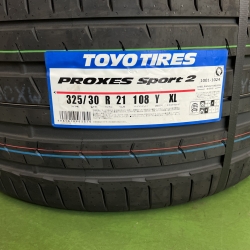 TOYO TIRES
PROXES Sport 2
325/30 R 21 108 Y XL